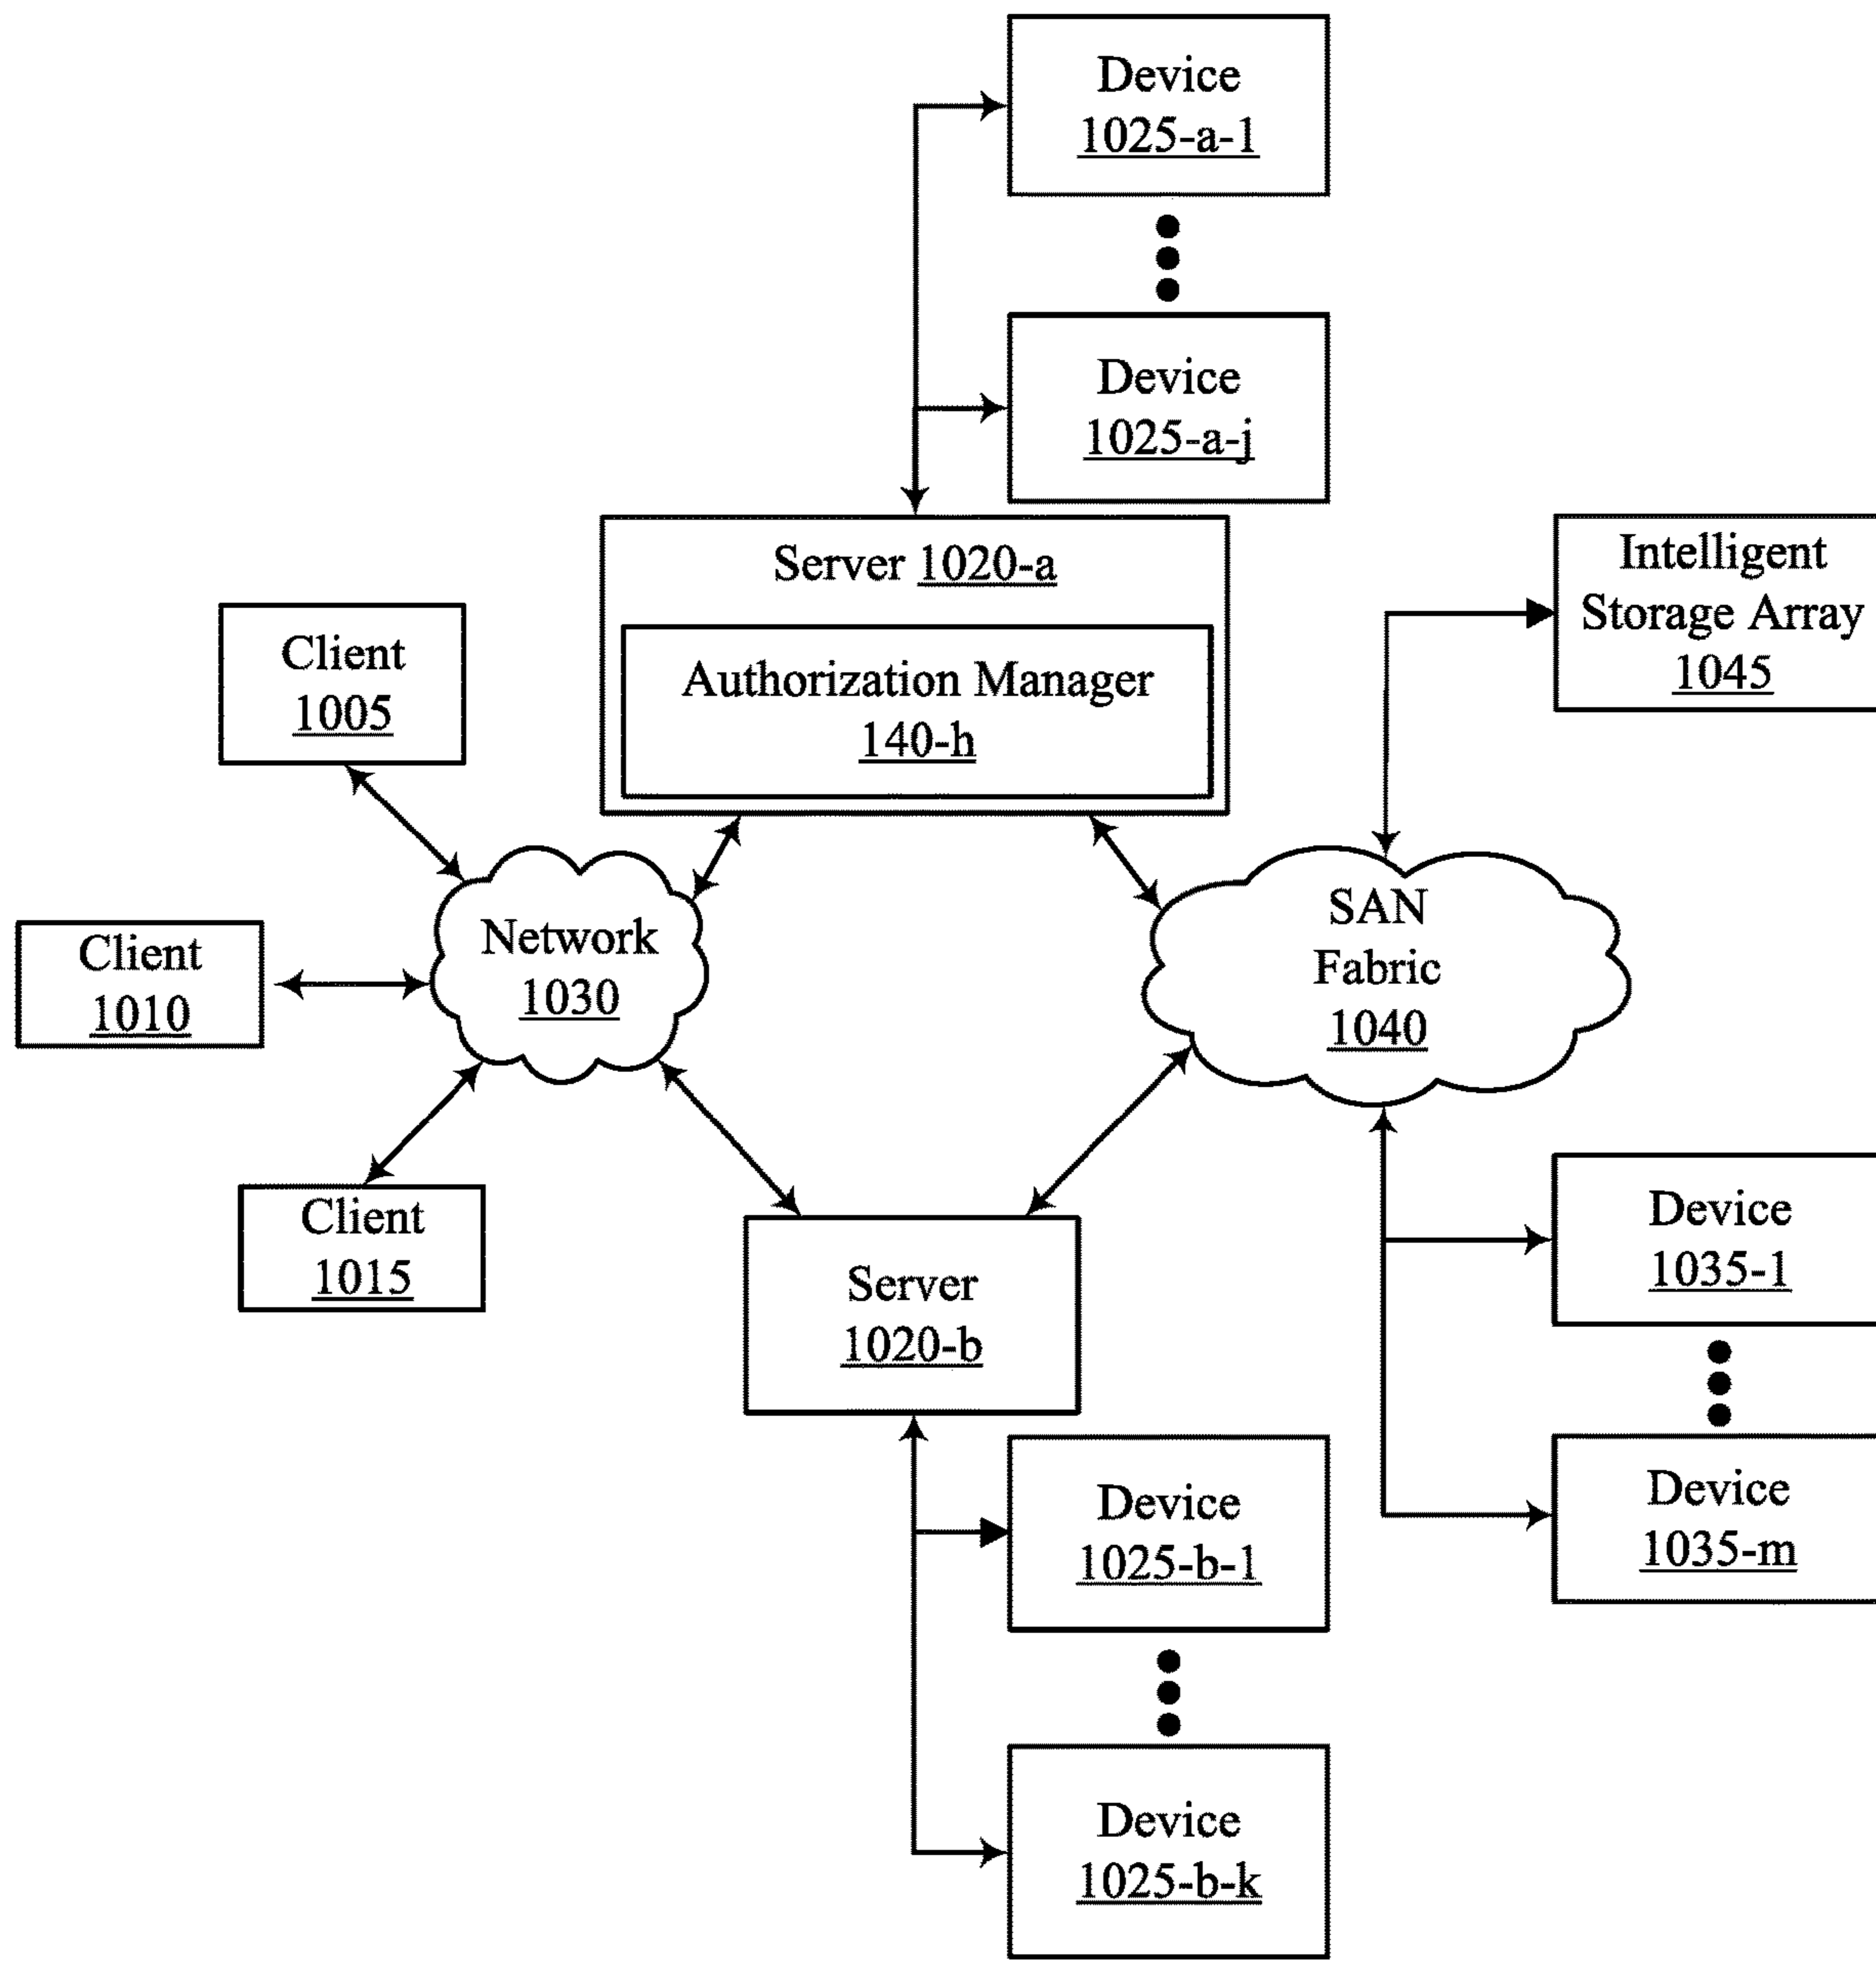 Device
1025-a-1
Device
1025-a-j
Server 1020-a
Authorization Manager
140-h
Intelligent
Storage Array
1045
Client
1005
Client
1010
Network
1030
SAN
Fabric
1040
Client
1015
Server
1020-b
Device
1035-1
Device
1035-m
Device
1025-b-1
Device
1025-b-k